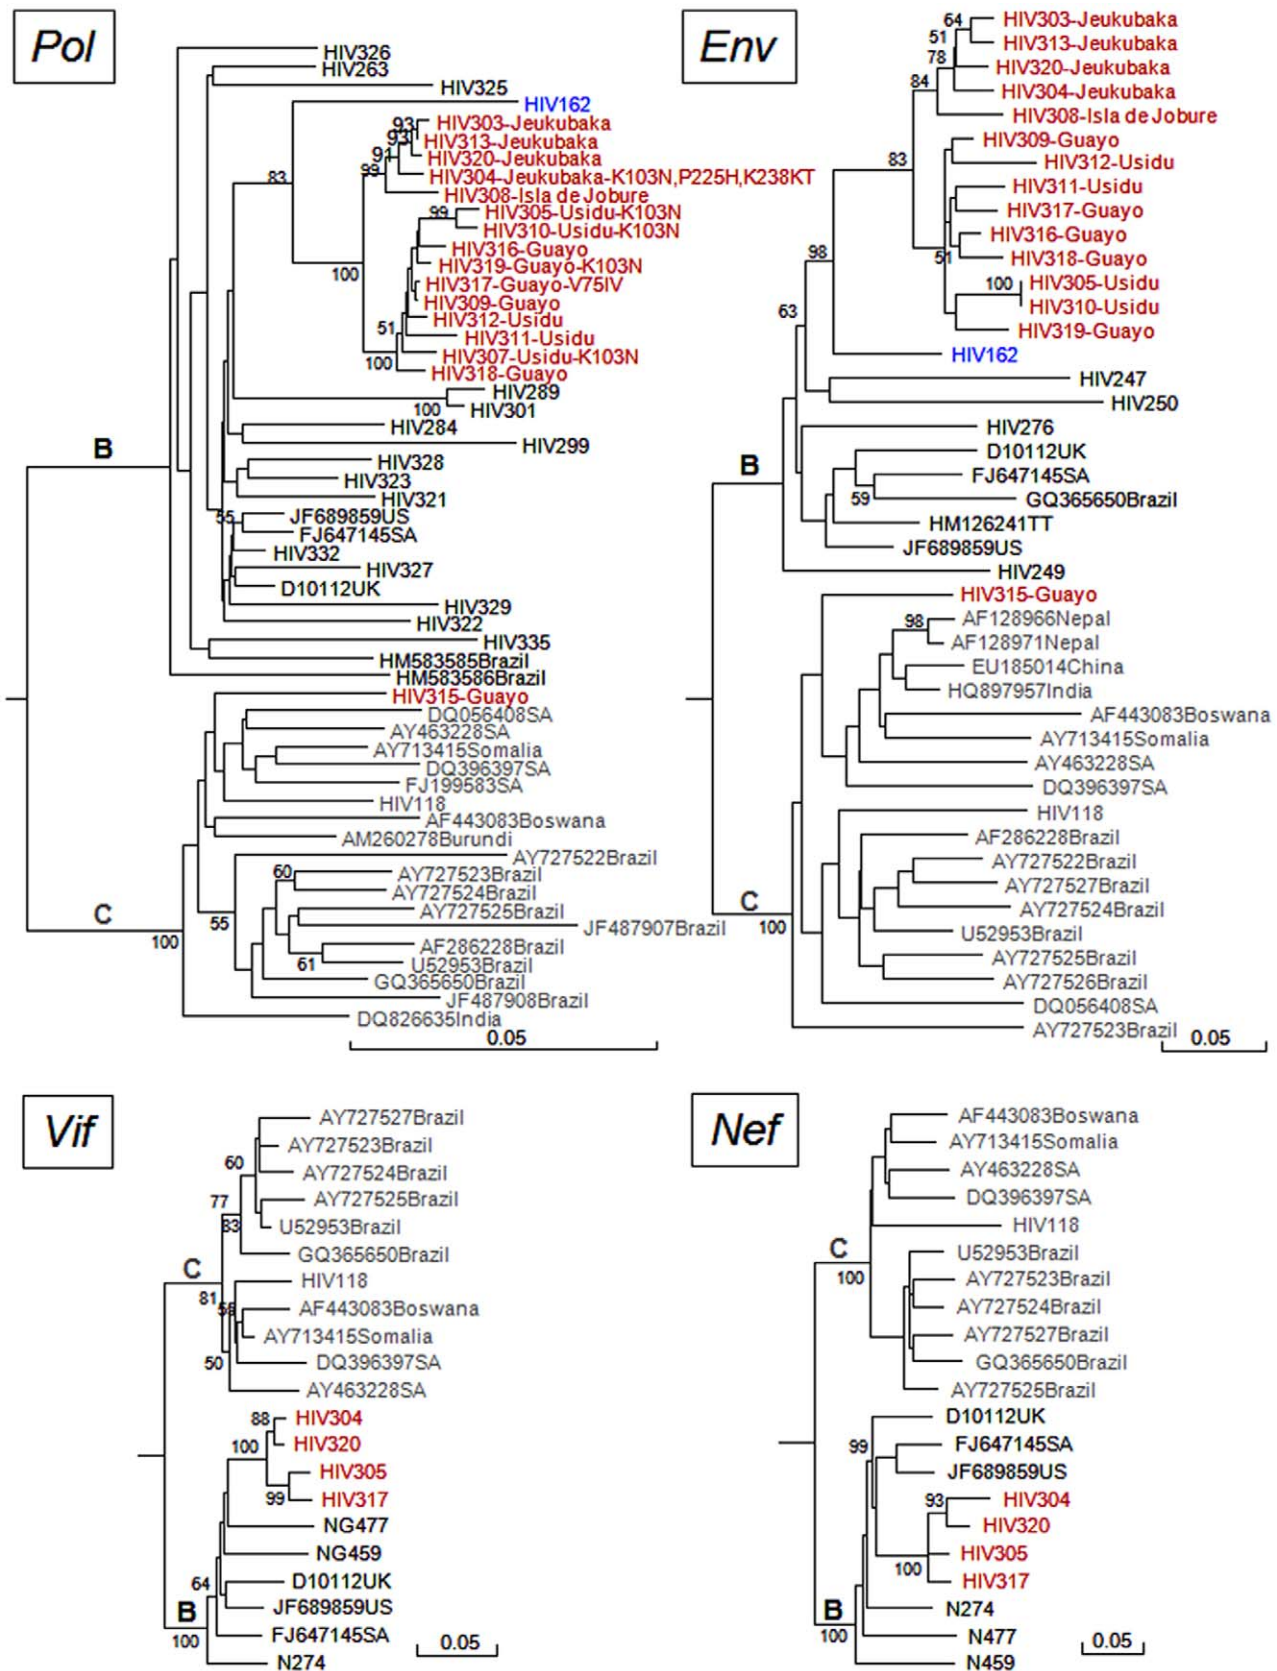 Pol
HIV326
HIV263
HIV325
HIV162
93
HIV303-Jeukubaka
93
HIV313-Jeukubaka
91
HIV320-Jeukubaka
99
HIV304-Jeukubaka-K103N,P225H,K238KT
83
HIV308-Isla de Jobure
99
HIV305-Usidu-K103N
HIV310-Usidu-K103N
HIV316-Guayo
100
HIV319-Guayo-K103N
HIV317-Guayo-V75IV
HIV309-Guayo
HIV312-Usidu
51
HIV311-Usidu
HIV307-Usidu-K103N
100
HIV318-Guayo
HIV289
100
HIV301
HIV284
HIV299
B
HIV328
HIV323
HIV321
55
JF689859US
FJ647145SA
HIV332
HIV327
D10112UK
HIV329
HIV322
HIV335
HM583585Brazil
HM583586Brazil
HIV315-Guayo
DQ056408SA
AY463228SA
AY713415Somalia
DQ396397SA
FJ199583SA
HIV118
AF443083Boswana
AM260278Burundi
AY727522Brazil
60
AY727523Brazil
AY727524Brazil
C
55
AY727525Brazil
JF487907Brazil
100
AF286228Brazil
61
U52953Brazil
GQ365650Brazil
JF487908Brazil
DQ826635India
0.05
Env
64
HIV303-Jeukubaka
51
HIV313-Jeukubaka
78
HIV320-Jeukubaka
84
HIV304-Jeukubaka
HIV308-Isla de Jobure
HIV309-Guayo
83
HIV312-Usidu
HIV311-Usidu
HIV317-Guayo
HIV316-Guayo
98
51
HIV318-Guayo
100
HIV305-Usidu
HIV310-Usidu
63
HIV319-Guayo
HIV162
HIV247
HIV250
HIV276
D10112UK
B
FJ647145SA
59
GQ365650Brazil
HM126241TT
JF689859US
HIV249
HIV315-Guayo
98
AF128966Nepal
AF128971Nepal
EU185014China
HQ897957India
AF443083Boswana
AY713415Somalia
AY463228SA
DQ396397SA
HIV118
AF286228Brazil
AY727522Brazil
AY727527Brazil
C
AY727524Brazil
100
U52953Brazil
AY727525Brazil
AY727526Brazil
DQ056408SA
AY727523Brazil
0.05
Vif
AY727527Brazil
AY727523Brazil
60
AY727524Brazil
77
AY727525Brazil
83
U52953Brazil
GQ365650Brazil
C
HIV118
81
AF443083Boswana
AY713415Somalia
50
DQ396397SA
AY463228SA
88
HIV304
100
HIV320
HIV305
99
HIV317
NG477
NG459
64
D10112UK
B
JF689859US
100
FJ647145SA
N274
0.05
Nef
AF443083Boswana
AY713415Somalia
AY463228SA
DQ396397SA
HIV118
C
U52953Brazil
100
AY727523Brazil
AY727524Brazil
AY727527Brazil
GQ365650Brazil
AY727525Brazil
D10112UK
99
FJ647145SA
JF689859US
93
HIV304
HIV320
HIV305
100
HIV317
B
N274
100
N477
N459
0.05